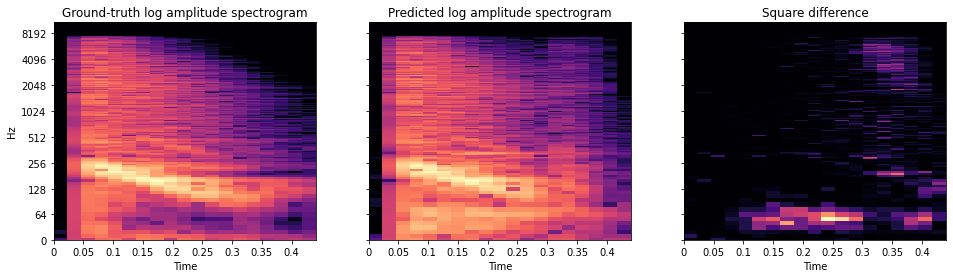 Ground-truth log amplitude spectrogram
Predicted log amplitude spectrogram
Square difference
8192
4096
2048
1024
512
256
128
64
0
Hz
0 0.05 0.1 0.15 0.2 0.25 0.3 0.35 0.4
0 0.05 0.1 0.15 0.2 0.25 0.3 0.35 0.4
0 0.05 0.1 0.15 0.2 0.25 0.3 0.35 0.4
Time
Time
Time